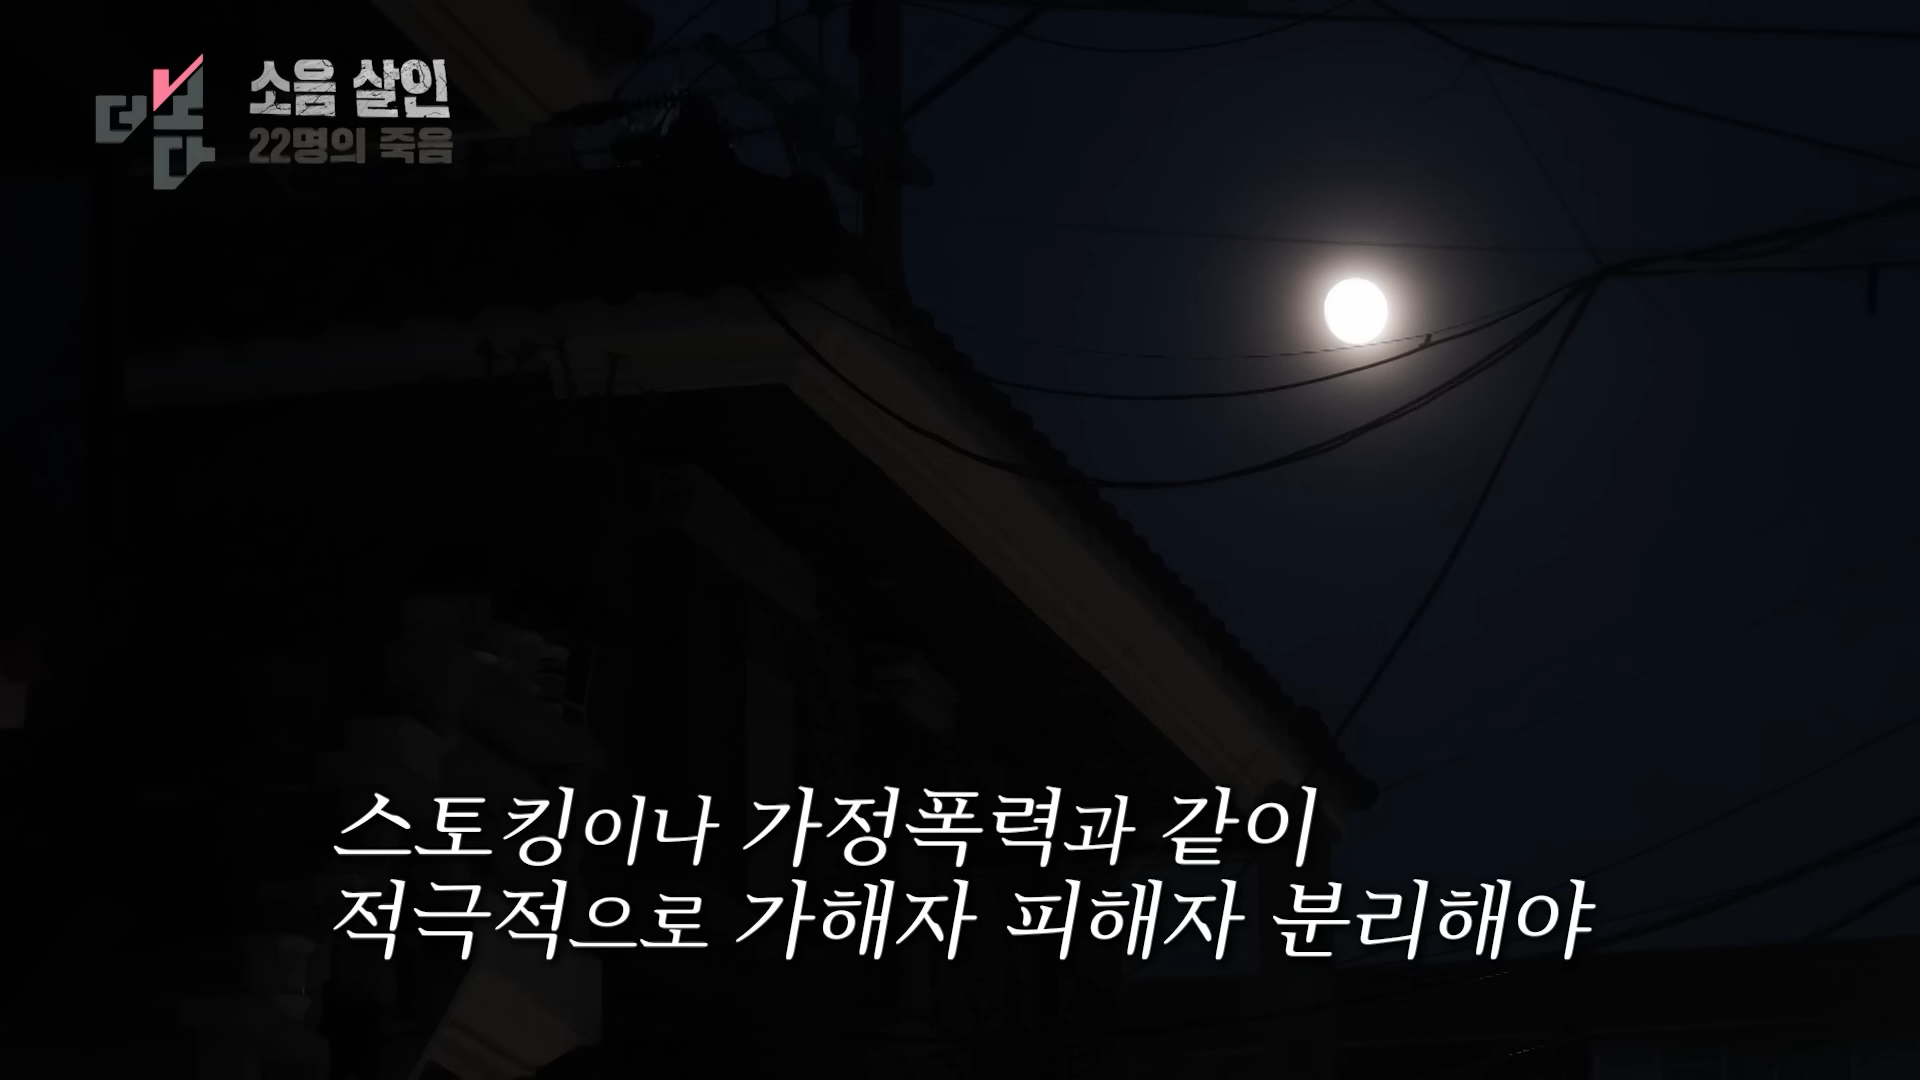 더 보다
소음 살인
22명의 죽음
스토킹이나 가정폭력과 같이
적극적으로 가해자 피해자 분리해야